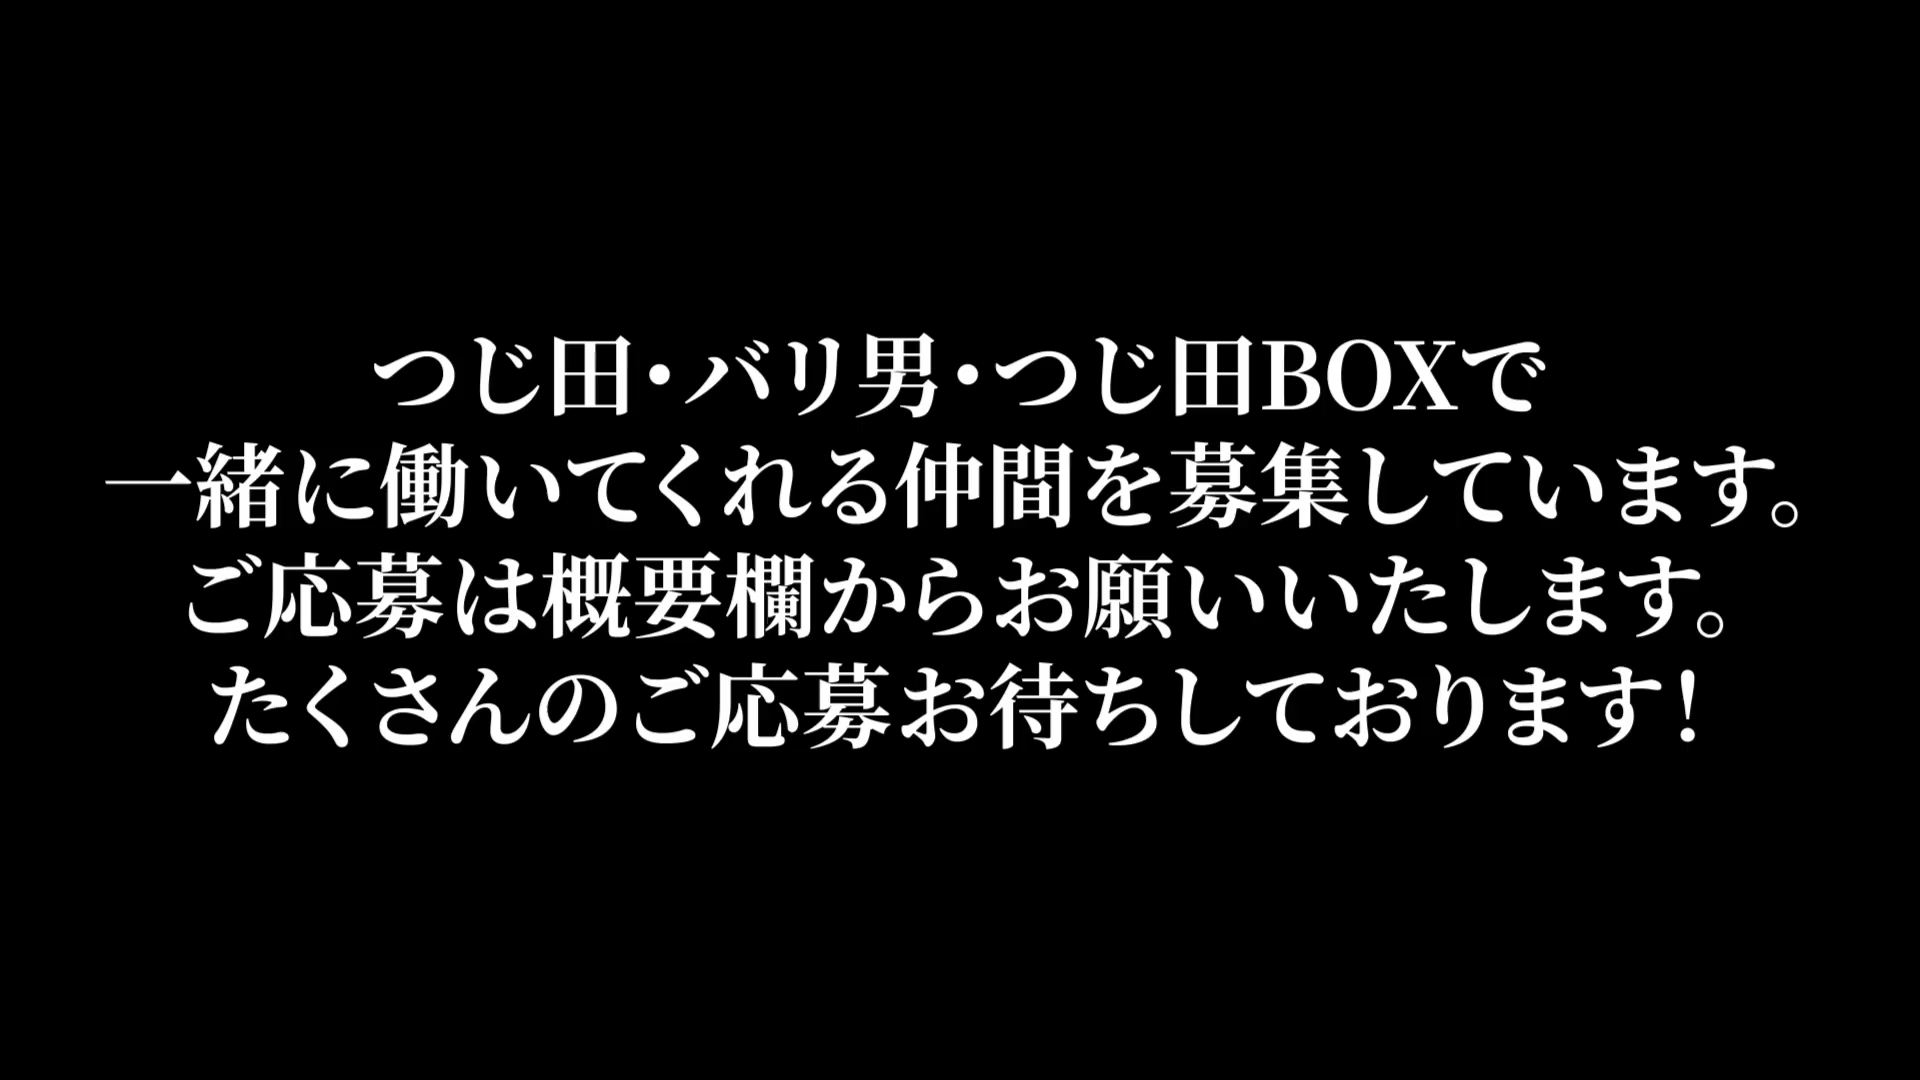 つじ田・バリ男・つじ田BOXで
一緒に働いてくれる仲間を募集しています。
ご応募は概要欄からお願いいたします。
たくさんのご応募お待ちしております！